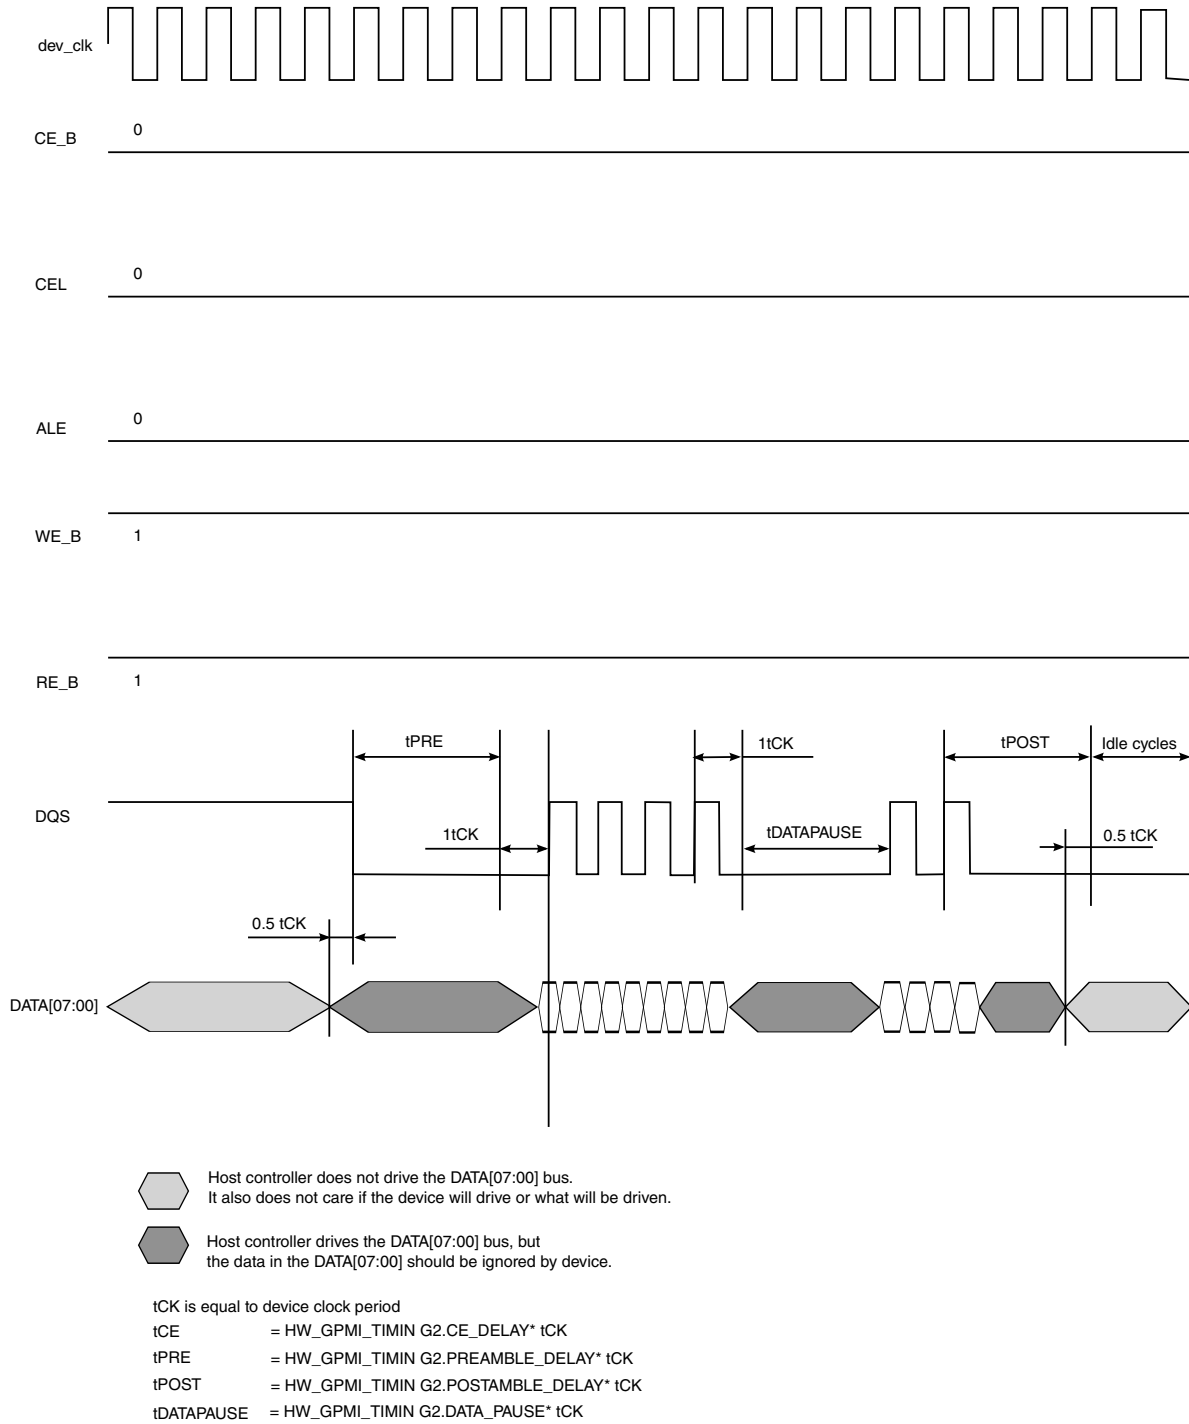 dev_clk
CE_B
0
CEL
0
ALE
0
WE_B
1
RE_B
1
tPRE
1tCK
tPOST
Idle cycles
DQS
1tCK
tDATAPAUSE
0.5 tCK
0.5 tCK
DATA[07:00]
Host controller does not drive the DATA[07:00] bus.
It also does not care if the device will drive or what will be driven.
Host controller drives the DATA[07:00] bus, but
the data in the DATA[07:00] should be ignored by device.
tCK is equal to device clock period
tCE = HW_GPMI_TIMIN G2.CE_DELAY* tCK
tPRE = HW_GPMI_TIMIN G2.PREAMBLE_DELAY* tCK
tPOST = HW_GPMI_TIMIN G2.POSTAMBLE_DELAY* tCK
tDATAPAUSE = HW_GPMI_TIMIN G2.DATA_PAUSE* tCK